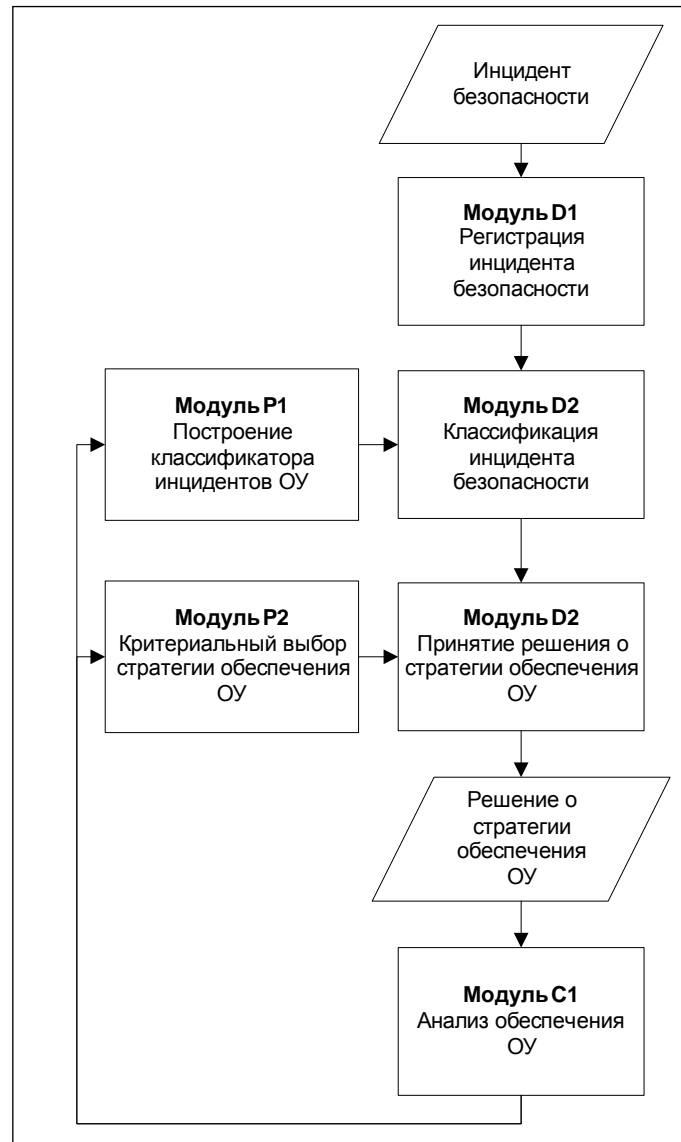 Инцидент
безопасности
Модуль D1
Регистрация
инцидента
безопасности
Модуль P1
Построение
классификатора
инцидентов ОУ
Модуль D2
Классификация
инцидента
безопасности
Модуль P2
Критериальный выбор
стратегии обеспечения
ОУ
Модуль D2
Принятие решения о
стратегии обеспечения
ОУ
Решение о
стратегии
обеспечения
ОУ
Модуль C1
Анализ обеспечения
ОУ